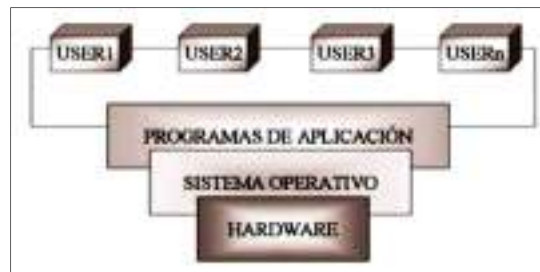 USER1 USER2 USER3 USERn
PROGRAMAS DE APLICACIÓN
SISTEMA OPERATIVO
HARDWARE